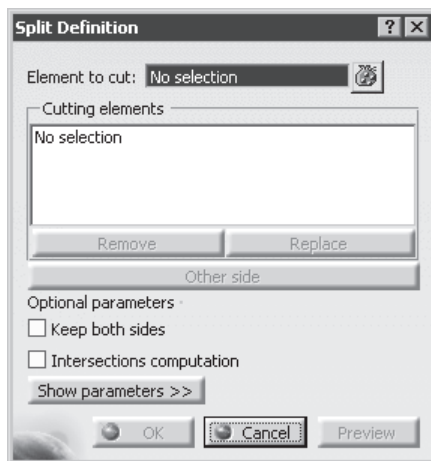 Split Definition ? X
Element to cut: No selection
Cutting elements
No selection
Remove Replace
Other side
Optional parameters
Keep both sides
Intersections computation
Show parameters >>
OK Cancel Preview